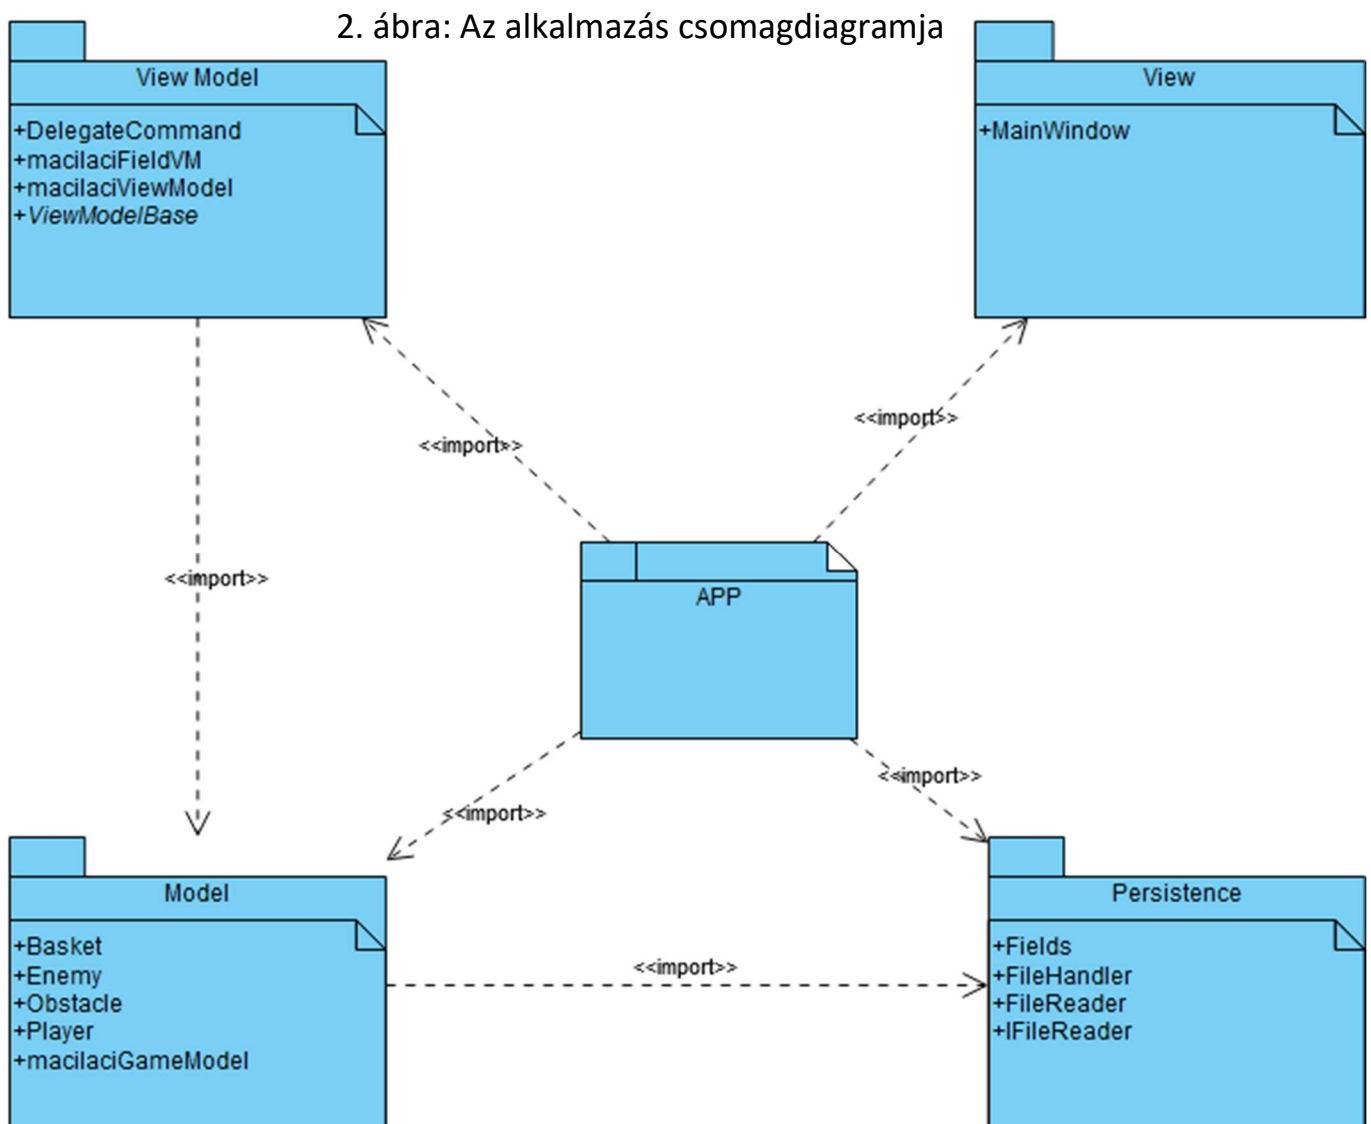 2. ábra: Az alkalmazás csomagdiagramja
View Model
+DelegateCommand
+macilaciFieldVM
+macilaciViewModel
+ViewModelBase
View
+MainWindow
<<import>>
<<import>>
<<import>>
APP
<<import>>
<<import>>
Model
+Basket
+Enemy
+Obstacle
+Player
+macilaciGameModel
<<import>>
Persistence
+Fields
+FileHandler
+FileReader
+IFileReader